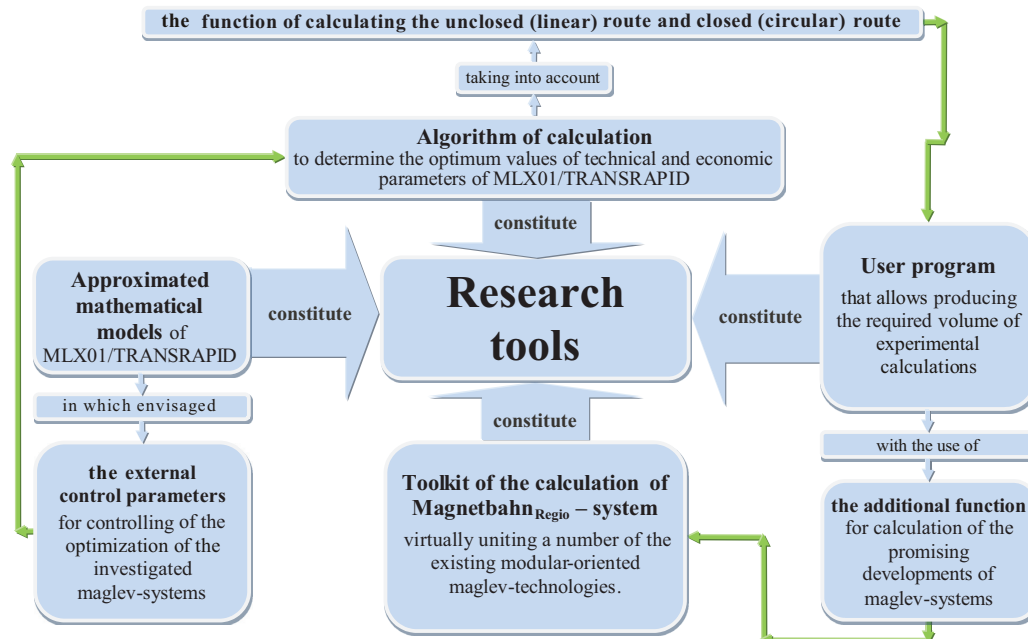 the function of calculating the unclosed (linear) route and closed (circular) route
taking into account
Algorithm of calculation
to determine the optimum values of technical and economic
parameters of MLX01/TRANSRAPID
constitute
Approximated
mathematical
models of
MLX01/TRANSRAPID
constitute
Research
tools
constitute
User program
that allows producing
the required volume of
experimental
calculations
in which envisaged
constitute
with the use of
the external
control parameters
for controlling of the
optimization of the
investigated
maglev-systems
Toolkit of the calculation of
MagnetbahnRegio – system
virtually uniting a number of the
existing modular-oriented
maglev-technologies.
the additional function
for calculation of the
promising
developments of
maglev-systems